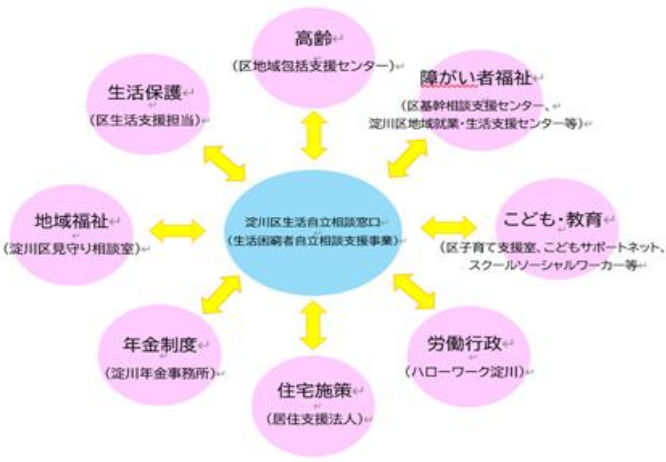 高齢
(区地域包括支援センター)
障がい者福祉
(区基幹相談支援センター、
淀川区地域就業・生活支援センター等)
こども・教育
(区子育て支援室、こどもサポートネット、
スクールソーシャルワーカー等
労働行政
(ハローワーク淀川)
住宅施策
(居住支援法人)
年金制度
(淀川年金事務所)
地域福祉
(淀川区見守り相談室)
生活保護
(区生活支援担当)
淀川区生活自立相談窓口
(生活困窮者自立相談支援事業)